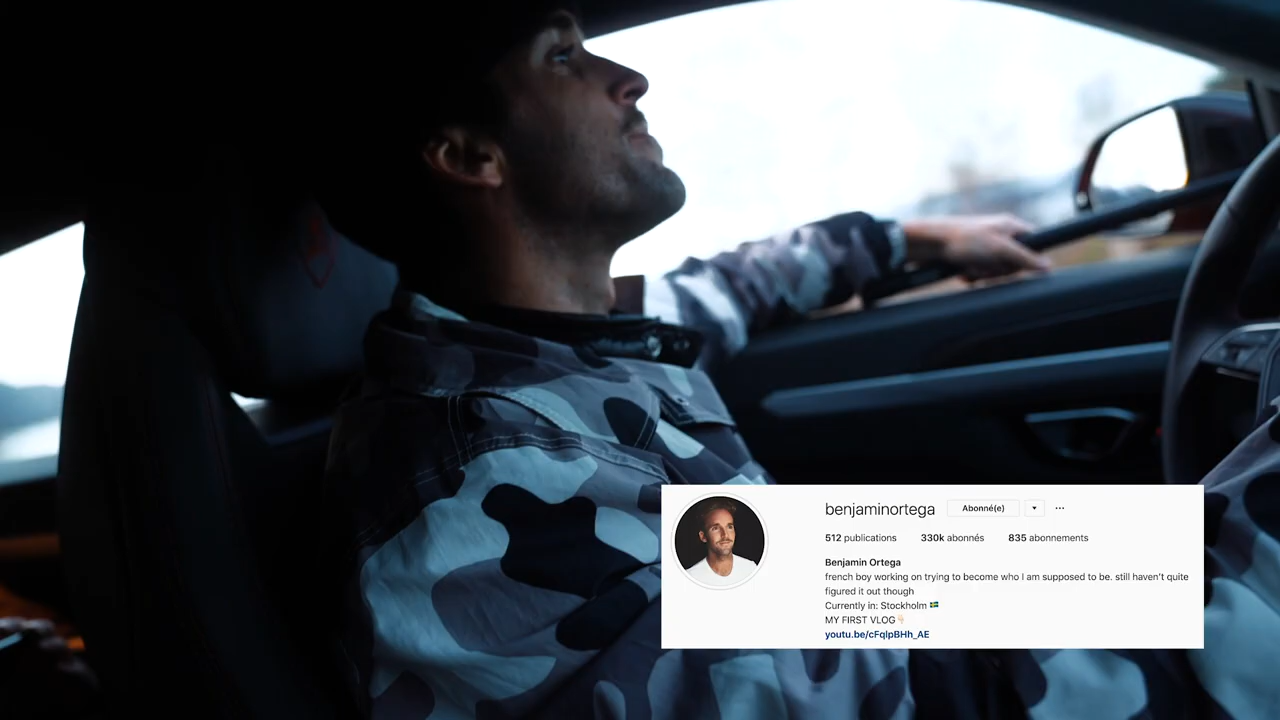 benjaminortega Abonné(e)
512 publications 330k abonnés 835 abonnements
Benjamin Ortega
french boy working on trying to become who I am supposed to be. still haven't quite
figured it out though
Currently in: Stockholm 🇸🇪
MY FIRST VLOG👇🏻
youtu.be/cFqIpBHh_AE